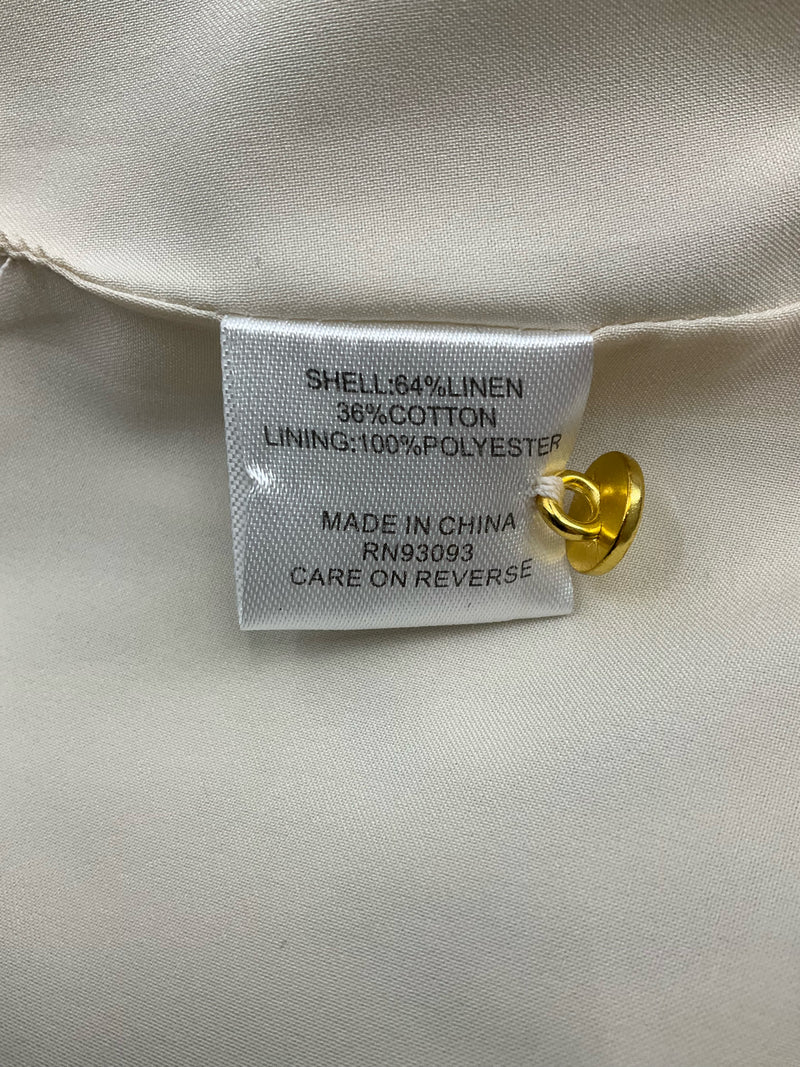 SHELL:64%LINEN
36%COTTON
LINING:100%POLYESTER
MADE IN CHINA
RN93093
CARE ON REVERSE